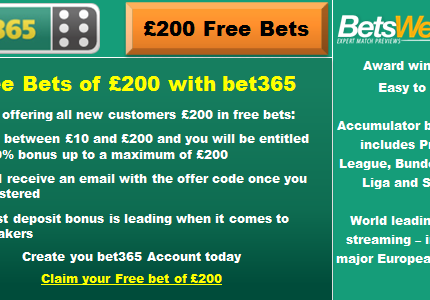 365
£200 Free Bets
ee Bets of £200 with bet365
offering all new customers £200 in free bets:
between £10 and £200 and you will be entitled
0% bonus up to a maximum of £200
receive an email with the offer code once you
stered
st deposit bonus is leading when it comes to
akers
Create you bet365 Account today
Claim your Free bet of £200
BetsWe
EXPERT MATCH PREVIEWS
Award win
Easy to
Accumulator b
includes Pr
League, Bund
Liga and S
World leadin
streaming – i
major European